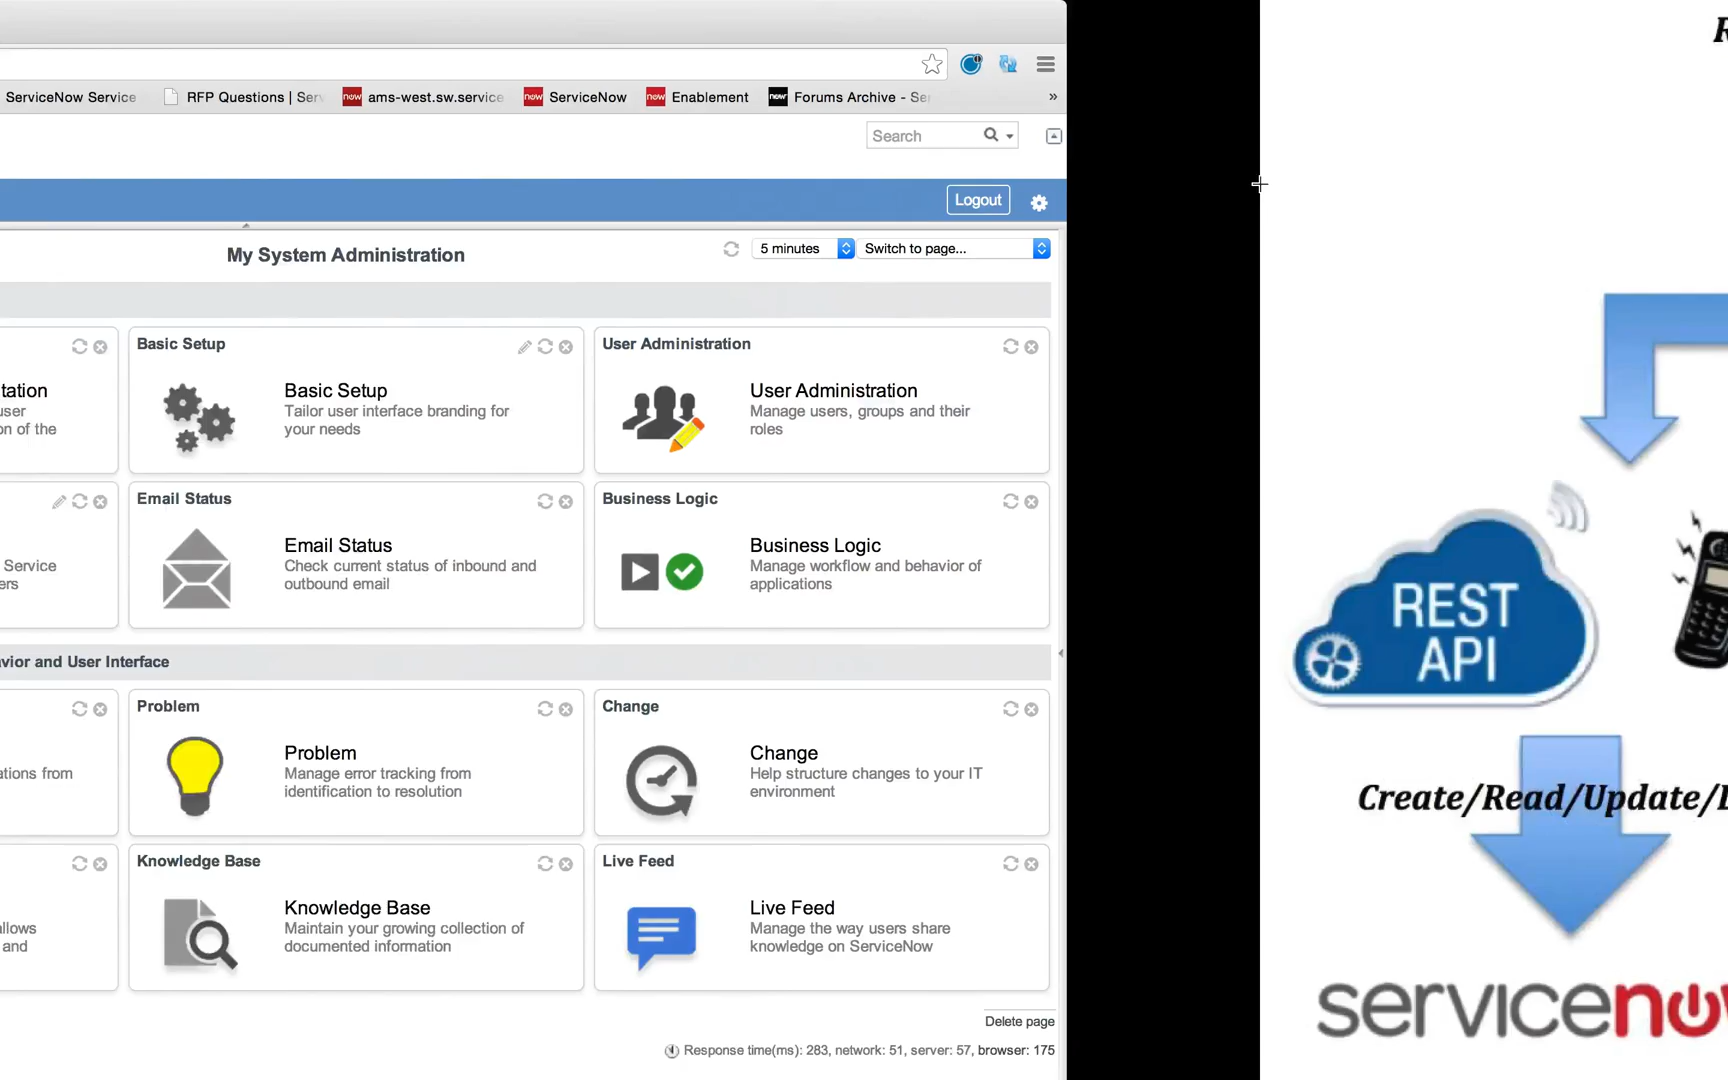 ServiceNow Service
RFP Questions | Serv
ams-west.sw.service
ServiceNow
Enablement
Forums Archive - Ser
»
Search
Logout
My System Administration
5 minutes
Switch to page...
Basic Setup
User Administration
tation
user
on of the
Basic Setup
Tailor user interface branding for
your needs
User Administration
Manage users, groups and their
roles
Email Status
Business Logic
Service
ers
Email Status
Check current status of inbound and
outbound email
Business Logic
Manage workflow and behavior of
applications
vior and User Interface
Problem
Change
ations from
Problem
Manage error tracking from
identification to resolution
Change
Help structure changes to your IT
environment
Knowledge Base
Live Feed
llows
and
Knowledge Base
Maintain your growing collection of
documented information
Live Feed
Manage the way users share
knowledge on ServiceNow
Delete page
Response time(ms): 283, network: 51, server: 57, browser: 175
R
REST
API
Create/Read/Update/
servicenow